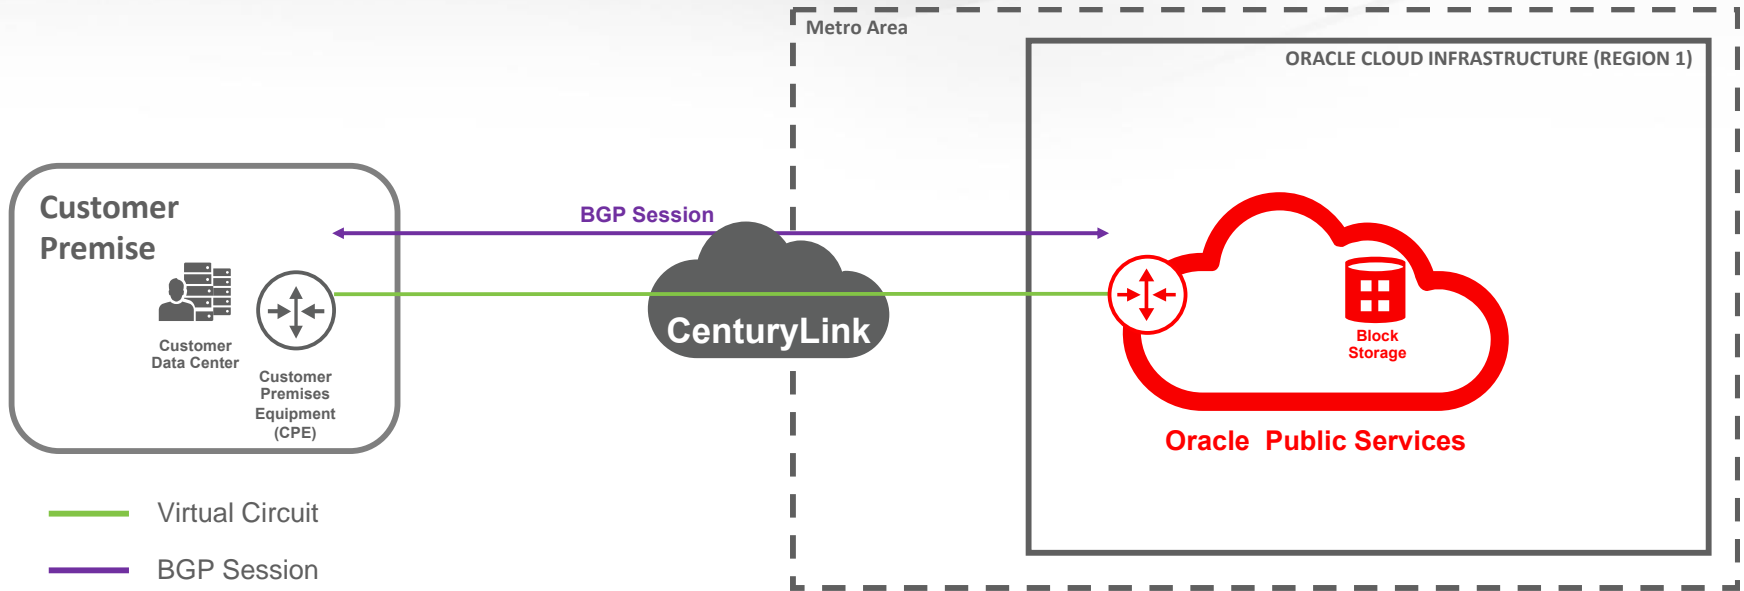 Metro Area
ORACLE CLOUD INFRASTRUCTURE (REGION 1)
Customer
Premise
BGP Session
Customer
Data Center
Customer
Premises
Equipment
(CPE)
CenturyLink
Block
Storage
Oracle  Public Services
Virtual Circuit
BGP Session